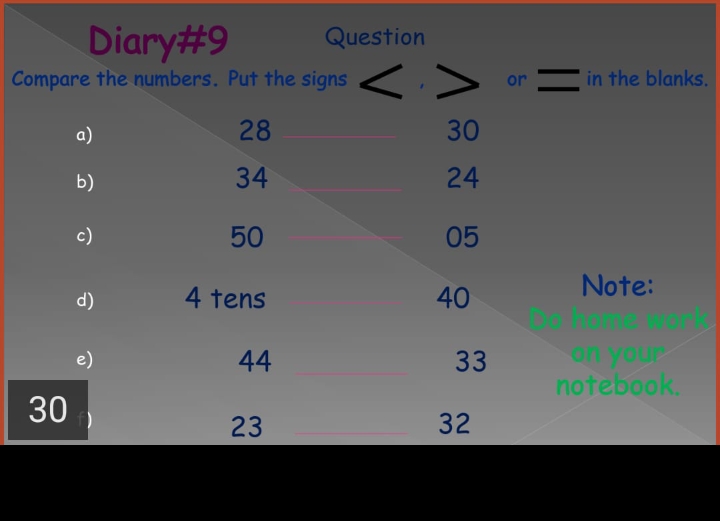 Diary#9 Question
Compare the numbers. Put the signs < , > or = in the blanks.
a) 28 ______ 30
b) 34 ______ 24
c) 50 ______ 05
d) 4 tens ______ 40
Note:
Do home work
on your
notebook.
e) 44 ______ 33
30
f) 23 ______ 32